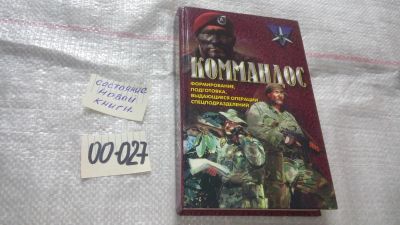 СОСТОЯНИЕ
НОВОЙ
КНИГИ
00-027
КОММАНДОС
ФОРМИРОВАНИЕ,
ПОДГОТОВКА,
ВЫДАЮЩИЕСЯ ОПЕРАЦИИ
СПЕЦПОДРАЗДЕЛЕНИЙ